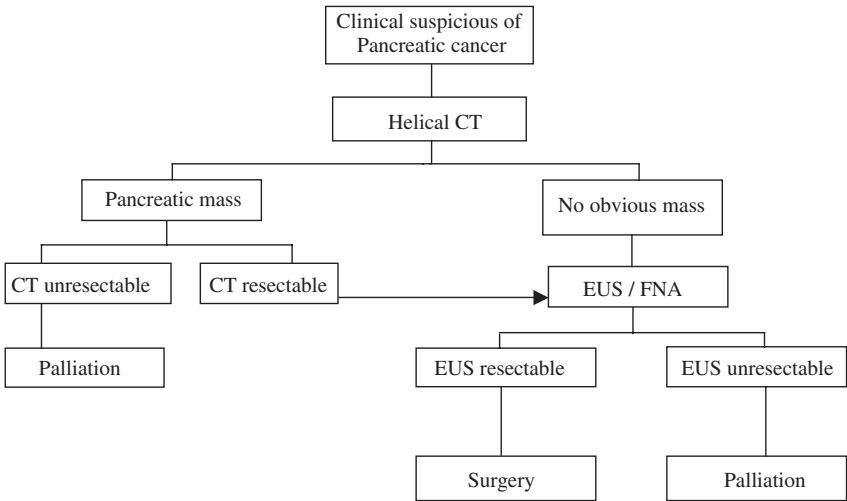 Clinical suspicious of
Pancreatic cancer
Helical CT
Pancreatic mass
No obvious mass
CT unresectable
CT resectable
EUS / FNA
Palliation
EUS resectable
EUS unresectable
Surgery
Palliation